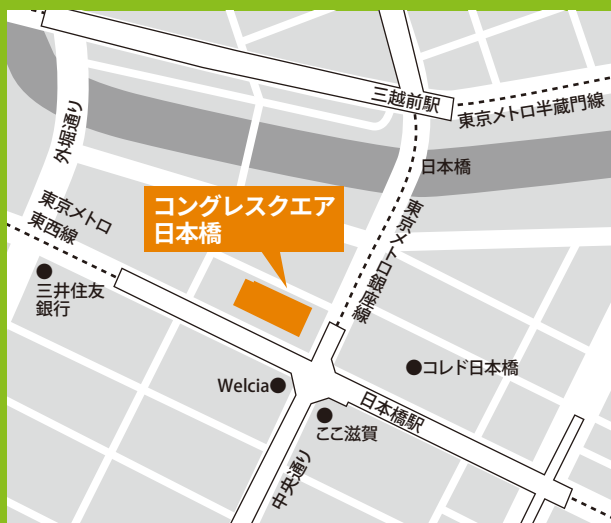 三越前駅
東京メトロ半蔵門線
外堀通り
日本橋
東京メトロ
東西線
コングレスクエア
日本橋
東京メトロ銀座線
三井住友
銀行
コレド日本橋
Welcia
日本橋駅
ここ滋賀
中央通り